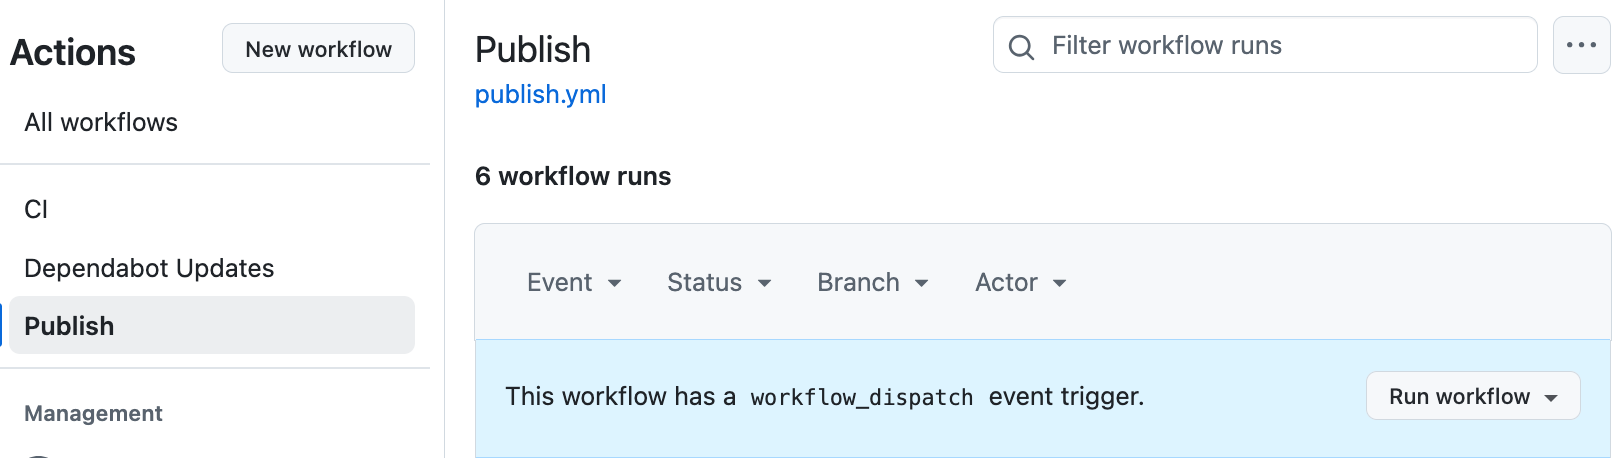 Actions
New workflow
All workflows
CI
Dependabot Updates
Publish
Management
Publish
publish.yml
Filter workflow runs
6 workflow runs
Event Status Branch Actor
This workflow has a workflow_dispatch event trigger.
Run workflow